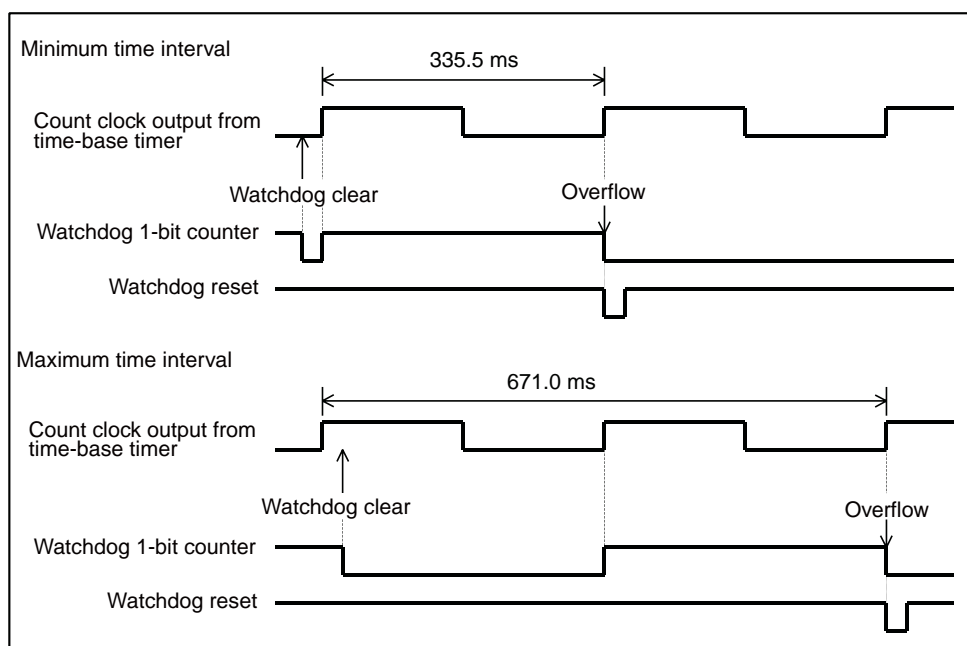 Minimum time interval
335.5 ms
Count clock output from
time-base timer
Watchdog clear
Overflow
Watchdog 1-bit counter
Watchdog reset
Maximum time interval
671.0 ms
Count clock output from
time-base timer
Watchdog clear
Overflow
Watchdog 1-bit counter
Watchdog reset